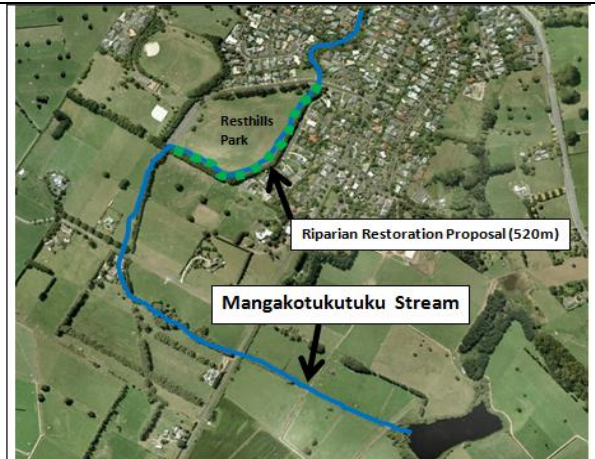 Resthills
Park
Riparian Restoration Proposal (520m)
Mangakotukutuku Stream